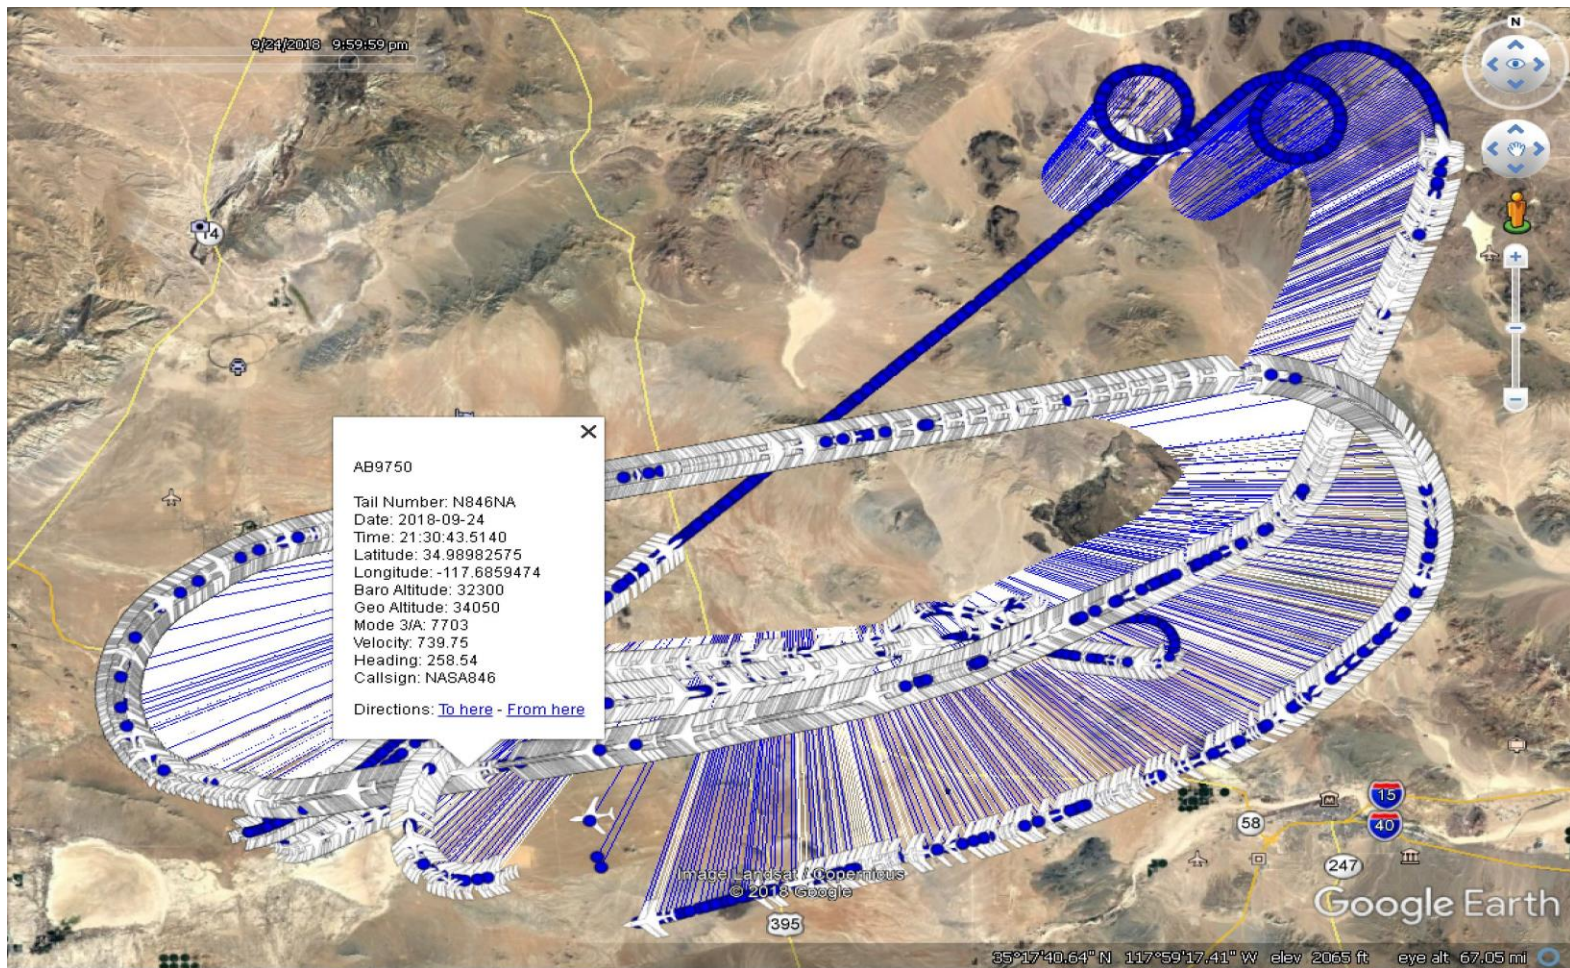 9/24/2018 9:59:59 pm
N
14
AB9750
Tail Number: N846NA
Date: 2018-09-24
Time: 21:30:43.5140
Latitude: 34.98982575
Longitude: -117.6859474
Baro Altitude: 32300
Geo Altitude: 34050
Mode 3/A: 7703
Velocity: 739.75
Heading: 258.54
Callsign: NASA846
Directions: To here - From here
15
58
40
247
Image Landsat / Copernicus
© 2018 Google
395
Google Earth
35°17'40.64" N 117°59'17.41" W elev 2065 ft eye alt 67.05 mi